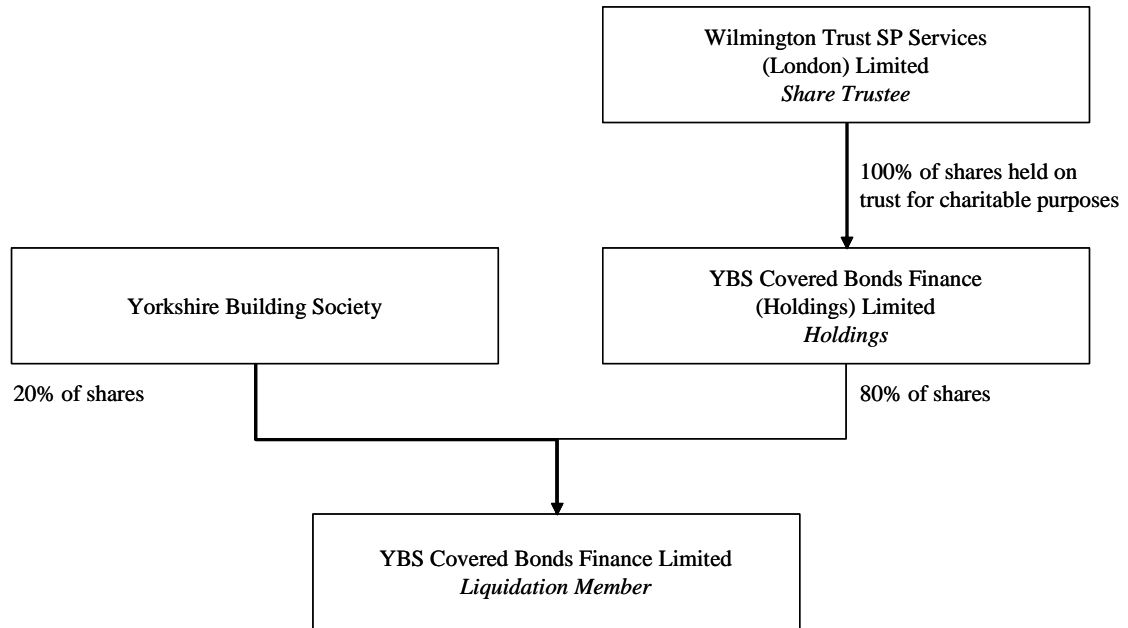 Wilmington Trust SP Services
(London) Limited
Share Trustee
100% of shares held on
trust for charitable purposes
Yorkshire Building Society
YBS Covered Bonds Finance
(Holdings) Limited
Holdings
20% of shares
80% of shares
YBS Covered Bonds Finance Limited
Liquidation Member